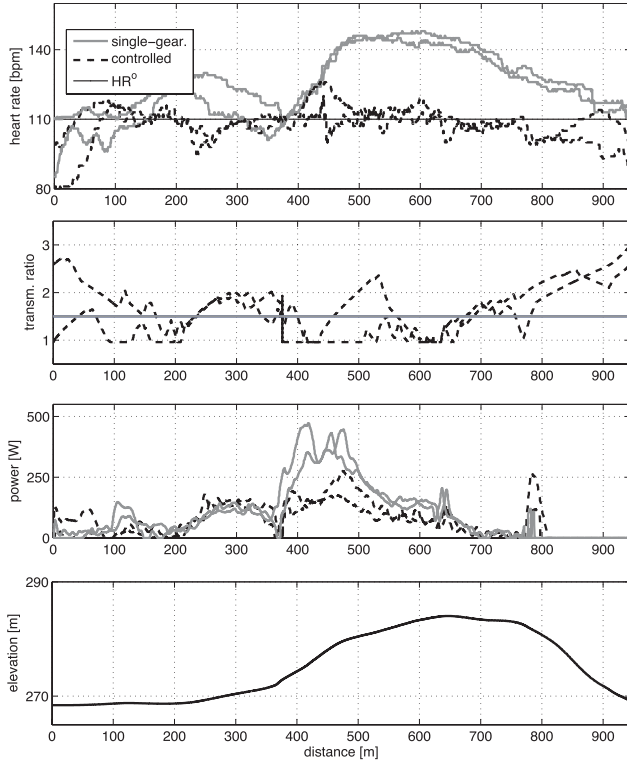 single-gear.
controlled
HR⁰
heart rate [bpm]
140
110
80
0 100 200 300 400 500 600 700 800 900
transm. ratio
3
2
1
0 100 200 300 400 500 600 700 800 900
power [W]
500
250
0
0 100 200 300 400 500 600 700 800 900
elevation [m]
290
270
0 100 200 300 400 500 600 700 800 900
distance [m]